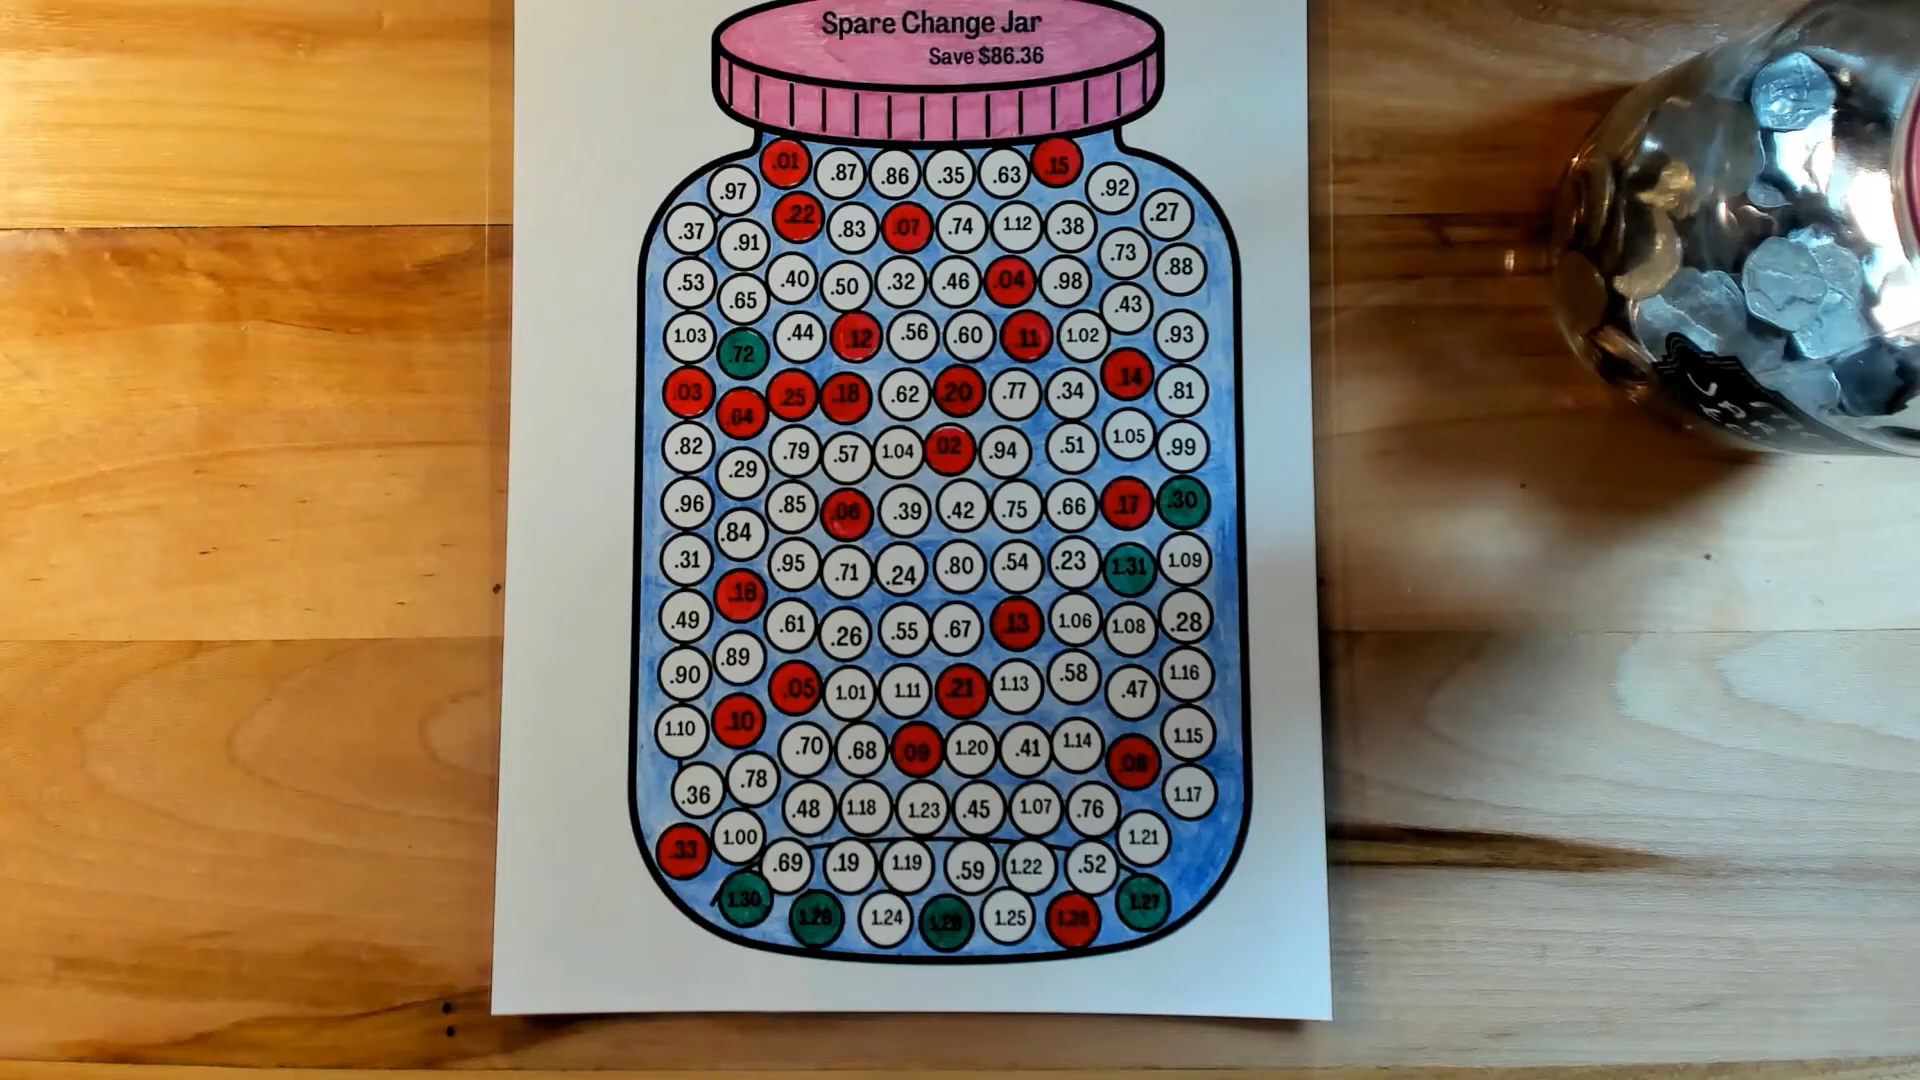 Spare Change Jar
Save $86.36
.01 .87 .86 .35 .63 .15
.97 .92
.22 .83 .07 .74 1.12 .38 .27
.37 .91 .73
.53 .65 .40 .50 .32 .46 .04 .98 .43 .88
1.03 .72 .44 .12 .56 .60 .11 1.02 .14 .93
.03 .64 .25 .18 .62 .20 .77 .34 .81
.82 .29 .79 .57 1.04 .02 .94 .51 1.05 .99
.96 .84 .85 .06 .39 .42 .75 .66 .17 .30
.31 .95 .71 .24 .80 .54 .23 1.31 1.09
.49 .61 .26 .55 .67 .13 1.06 1.08 .28
.90 .89 .05 1.01 1.11 .21 1.13 .58 .47 1.16
1.10 .10 .70 .68 .09 1.20 .41 1.14 .08 1.15
.36 .78 .48 1.18 1.23 .45 1.07 .76 1.17
.33 1.00 .69 .19 1.19 .59 1.22 .52 1.21
1.30 1.29 1.24 1.28 1.25 1.26 1.27